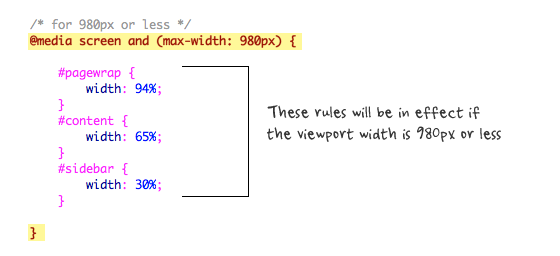 /* for 980px or less */
@media screen and (max-width: 980px) {
#pagewrap {
width: 94%;
}
#content {
width: 65%;
}
#sidebar {
width: 30%;
}
These rules will be in effect if
the viewport width is 980px or less
}